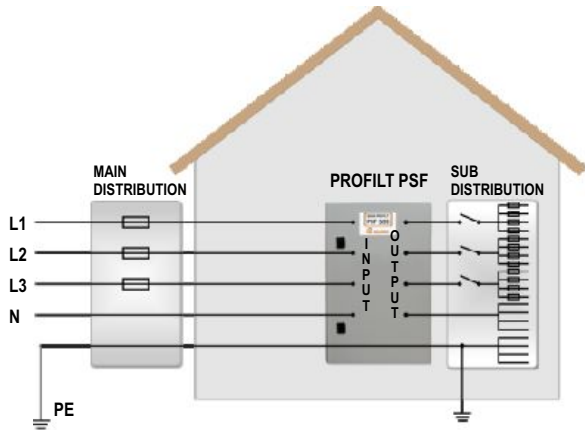 MAIN
DISTRIBUTION
PROFILT PSF
SUB
DISTRIBUTION
L1
L2
L3
N
PE
INPUT
OUTPUT